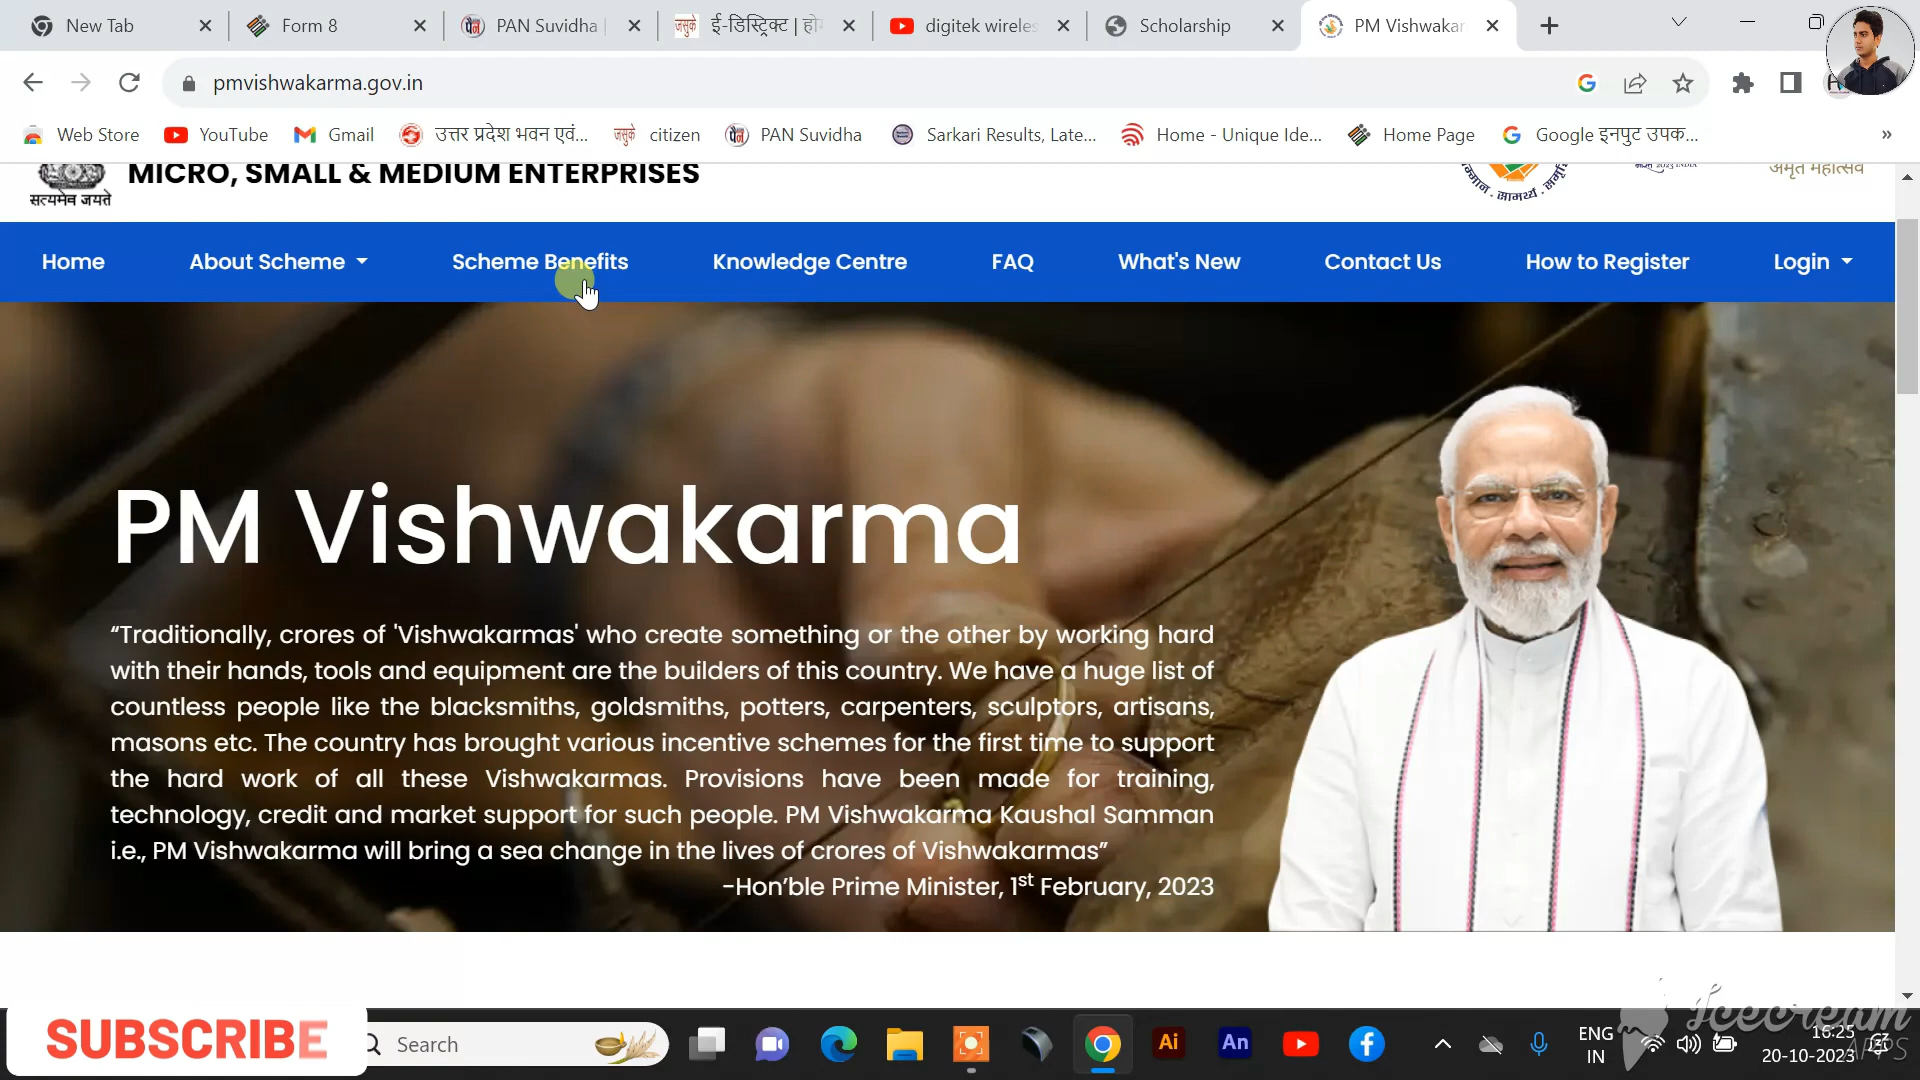 New Tab
Form 8
PAN Suvidha
ई-डिस्ट्रिक्ट | हो
digitek wireles
Scholarship
PM Vishwakar
pmvishwakarma.gov.in
Web Store
YouTube
Gmail
उत्तर प्रदेश भवन एवं...
जसुके citizen
PAN Suvidha
Sarkari Results, Late...
Home - Unique Ide...
Home Page
Google इनपुट उपक...
»
सत्यमेव जयते
MICRO, SMALL & MEDIUM ENTERPRISES
सामर्थ्य
अमृत महोत्सव
Home
About Scheme
Scheme Benefits
Knowledge Centre
FAQ
What's New
Contact Us
How to Register
Login
PM Vishwakarma
“Traditionally, crores of 'Vishwakarmas' who create something or the other by working hard
with their hands, tools and equipment are the builders of this country. We have a huge list of
countless people like the blacksmiths, goldsmiths, potters, carpenters, sculptors, artisans,
masons etc. The country has brought various incentive schemes for the first time to support
the hard work of all these Vishwakarmas. Provisions have been made for training,
technology, credit and market support for such people. PM Vishwakarma Kaushal Samman
i.e., PM Vishwakarma will bring a sea change in the lives of crores of Vishwakarmas”
-Hon’ble Prime Minister, 1st February, 2023
SUBSCRIBE
Search
Ai
An
ENG
IN
16:25
20-10-2023
Icecream
APPS